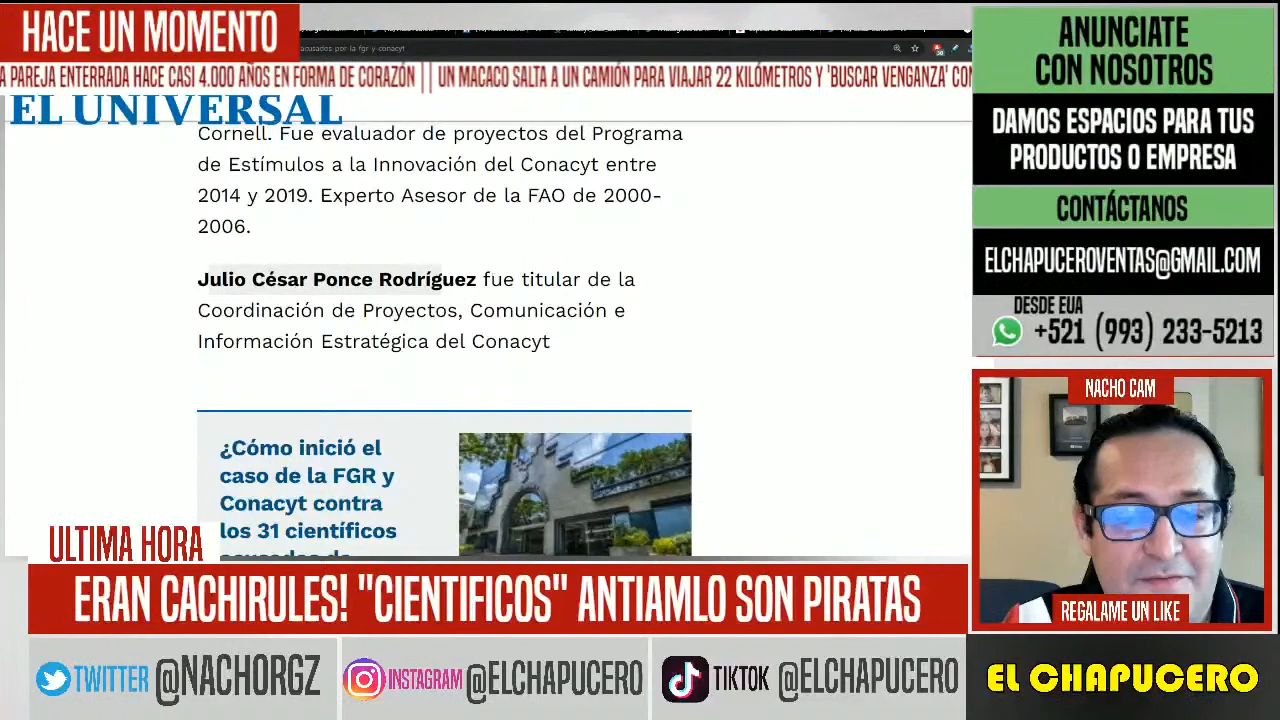 HACE UN MOMENTO
acusados por la fgr y-conacyt
A PAREJA ENTERRADA HACE CASI 4.000 AÑOS EN FORMA DE CORAZÓN || UN MACACO SALTA A UN CAMIÓN PARA VIAJAR 22 KILÓMETROS Y 'BUSCAR VENGANZA' CON
EL UNIVERSAL
Cornell. Fue evaluador de proyectos del Programa
de Estímulos a la Innovación del Conacyt entre
2014 y 2019. Experto Asesor de la FAO de 2000-
2006.
Julio César Ponce Rodríguez fue titular de la
Coordinación de Proyectos, Comunicación e
Información Estratégica del Conacyt
¿Cómo inició el
caso de la FGR y
Conacyt contra
los 31 científicos
ULTIMA HORA
ERAN CACHIRULES! "CIENTIFICOS" ANTIAMLO SON PIRATAS
TWITTER @NACHORGZ
INSTAGRAM @ELCHAPUCERO
TIKTOK @ELCHAPUCERO
ANUNCIATE
CON NOSOTROS
DAMOS ESPACIOS PARA TUS
PRODUCTOS O EMPRESA
CONTÁCTANOS
ELCHAPUCEROVENTAS@GMAIL.COM
DESDE EUA
+521 (993) 233-5213
NACHO CAM
REGALAME UN LIKE
EL CHAPUCERO